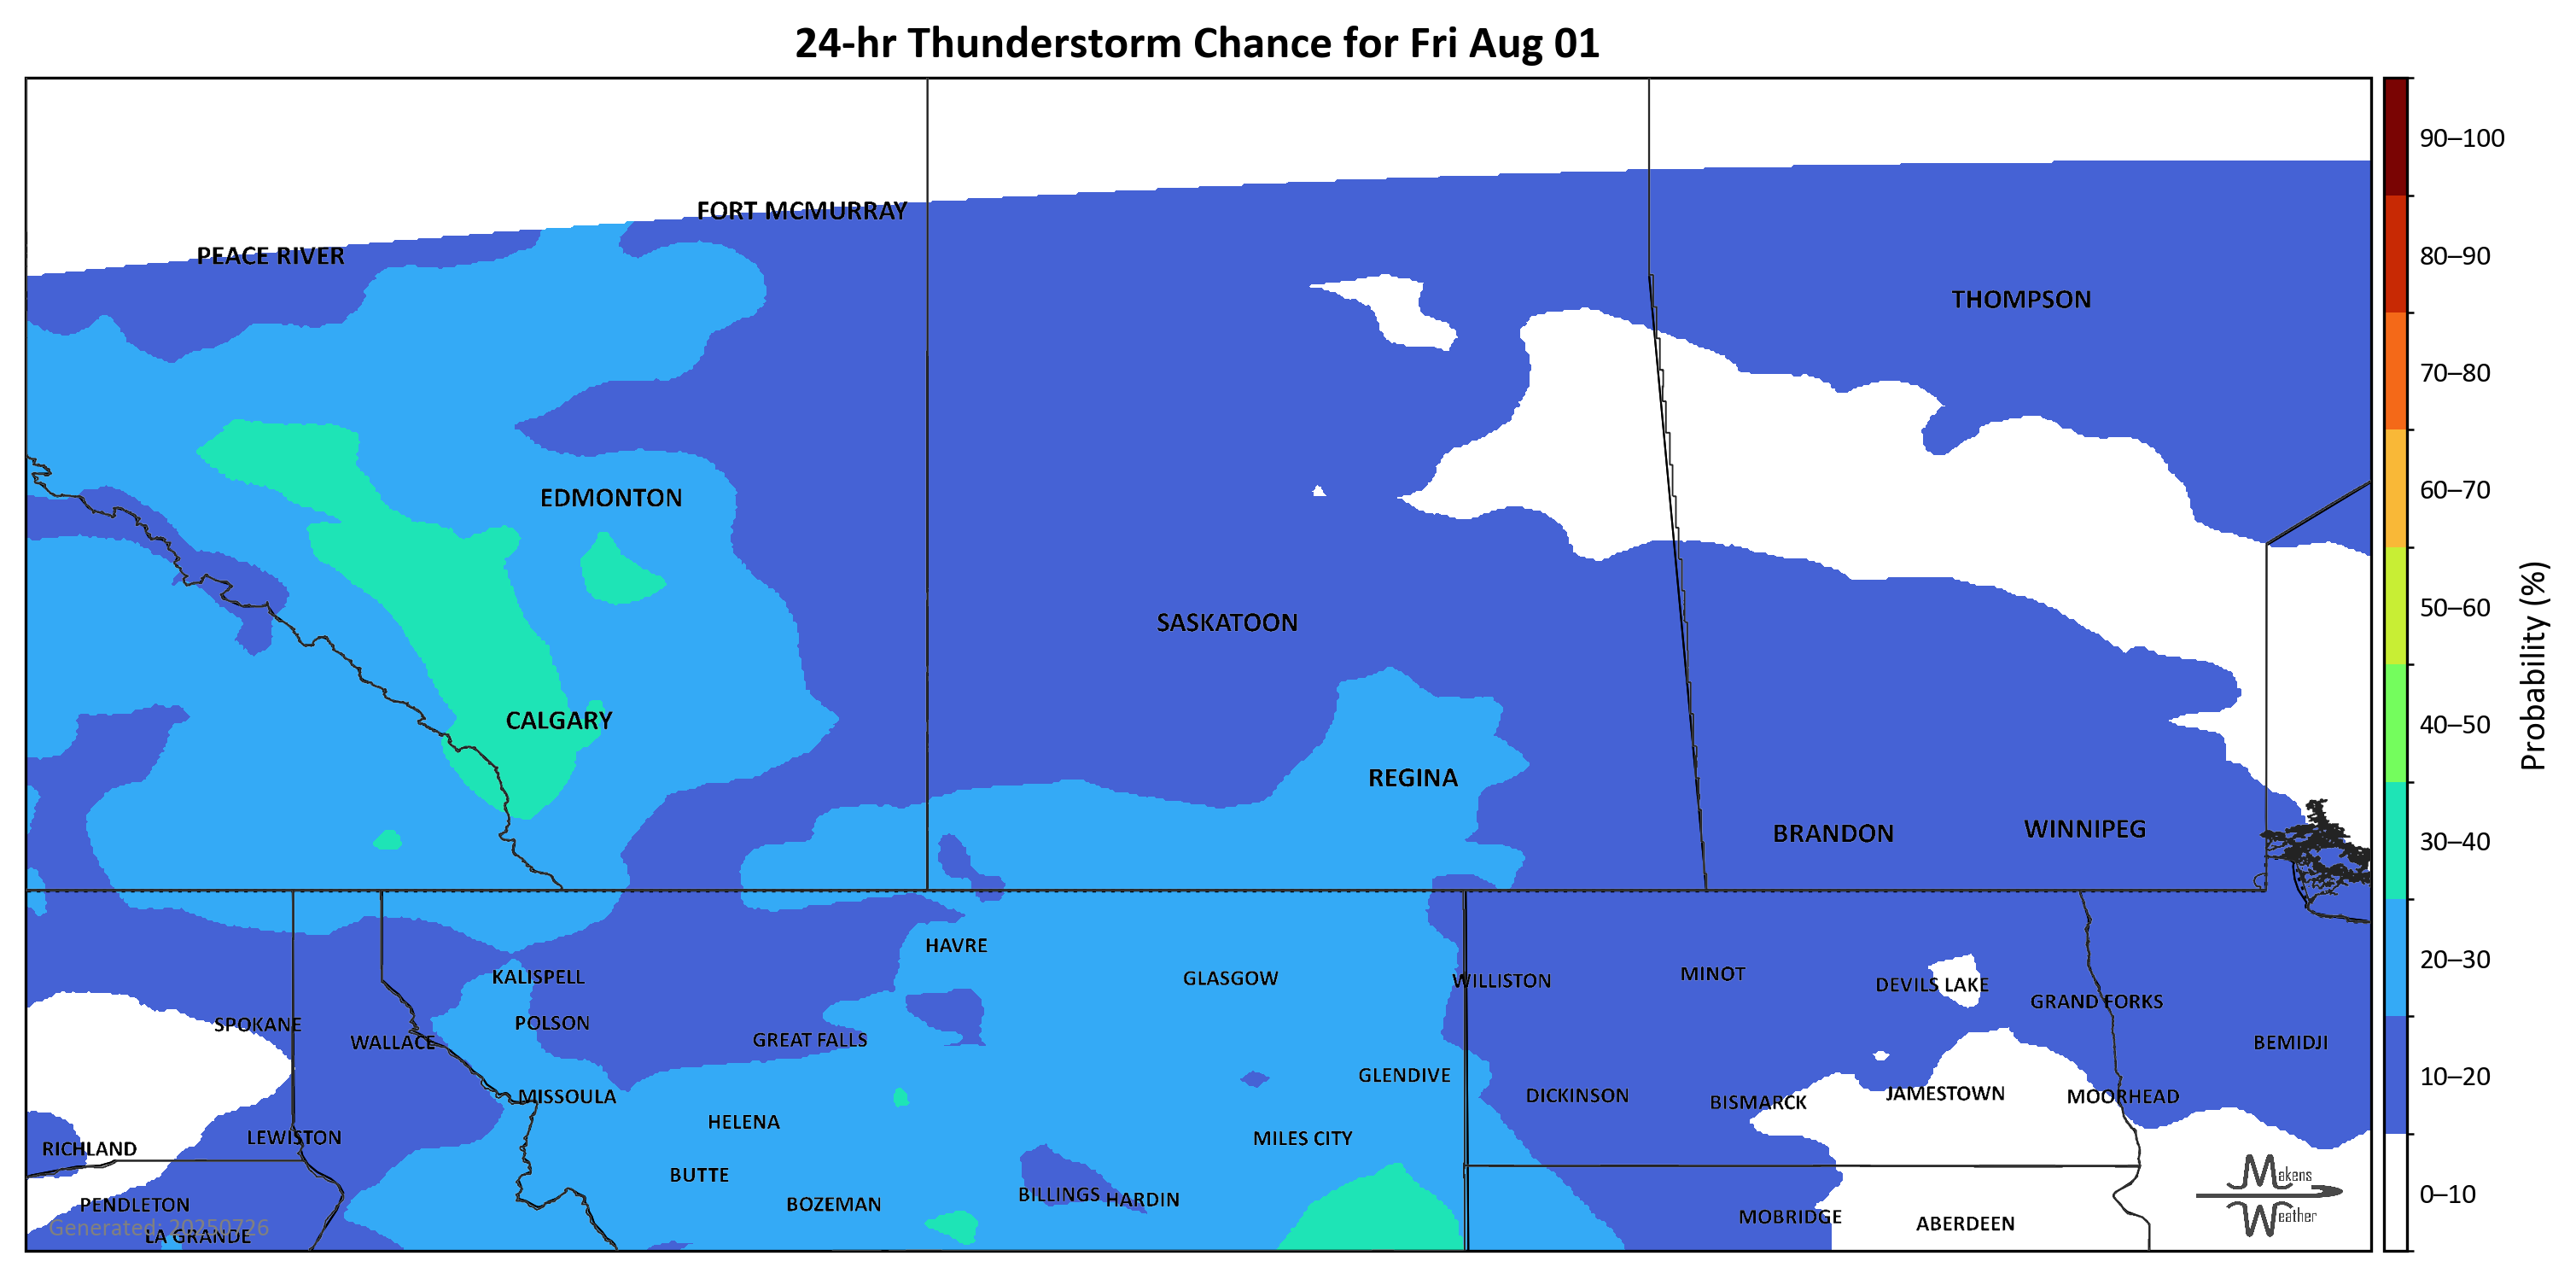 24-hr Thunderstorm Chance for Fri Aug 01
90–100
FORT MCMURRAY
PEACE RIVER
80–90
THOMPSON
70–80
60–70
EDMONTON
50–60
SASKATOON
Probability (%)
40–50
CALGARY
REGINA
30–40
BRANDON
WINNIPEG
HAVRE
20–30
KALISPELL
GLASGOW
WILLISTON
MINOT
DEVILS LAKE
GRAND FORKS
SPOKANE
POLSON
WALLACE
GREAT FALLS
BEMIDJI
GLENDIVE
10–20
MISSOULA
DICKINSON
BISMARCK
JAMESTOWN
MOORHEAD
HELENA
LEWISTON
MILES CITY
RICHLAND
BUTTE
Makens
Weather
BILLINGS
HARDIN
0–10
PENDLETON
BOZEMAN
MOBRIDGE
ABERDEEN
Generated: 20250726
LA GRANDE